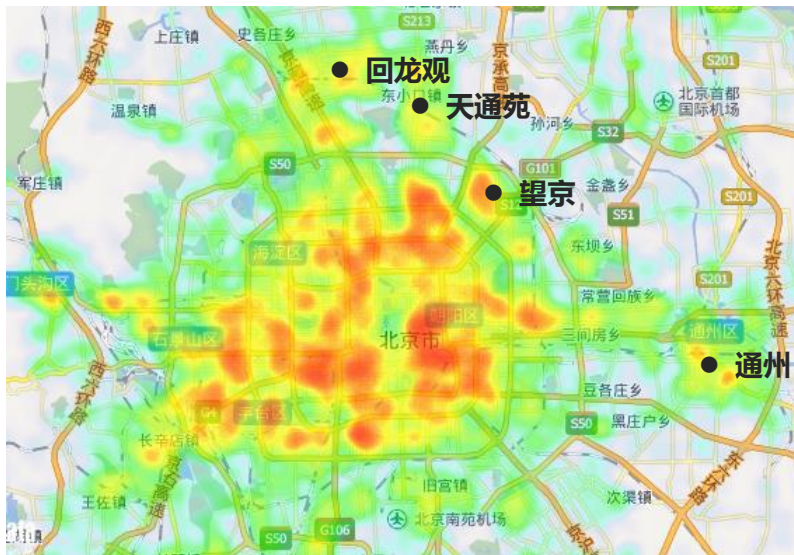 S213
上庄镇
史各庄乡
燕丹乡
西六环路
京承高
S201
回龙观
东小口镇
天通苑
北京首都
国际机场
温泉镇
孙河乡
S32
S50
G101
军庄镇
望京
金盏乡
S12
S201
S51
海淀区
东坝乡
北京六环高速
门头沟区
S201
常营回族乡
朝阳区
石景山区
北京市
三间房乡
通州区
通州
西六环路
豆各庄乡
G4
丰台区
S50
黑庄户乡
长辛店镇
京石高速
东六环路
旧宫镇
王佐镇
次渠镇
北京南苑机场
S50
G106